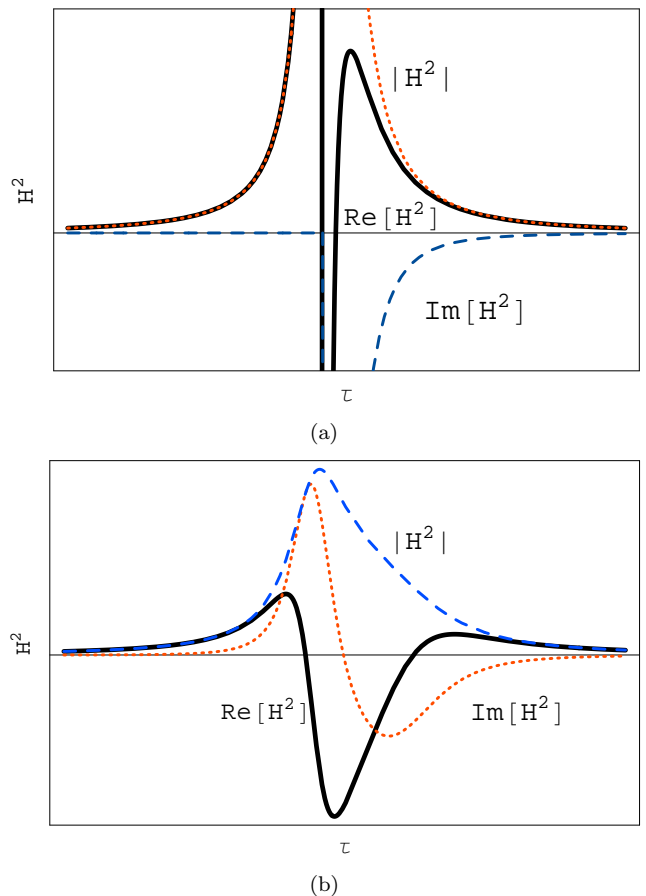 |H²|
H²
Re[H²]
Im[H²]
τ
(a)
|H²|
H²
Re[H²]
Im[H²]
τ
(b)